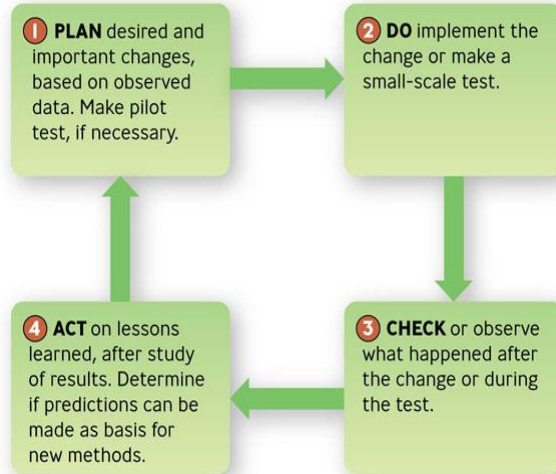 1 PLAN desired and
important changes,
based on observed
data. Make pilot
test, if necessary.
2 DO implement the
change or make a
small-scale test.
3 CHECK or observe
what happened after
the change or during
the test.
4 ACT on lessons
learned, after study
of results. Determine
if predictions can be
made as basis for
new methods.